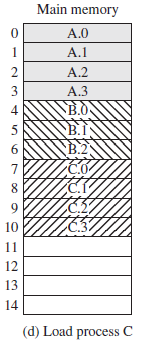 Main memory
0 A.0
1 A.1
2 A.2
3 A.3
4 B.0
5 B.1
6 B.2
7 C.0
8 C.1
9 C.2
10 C.3
11
12
13
14
(d) Load process C